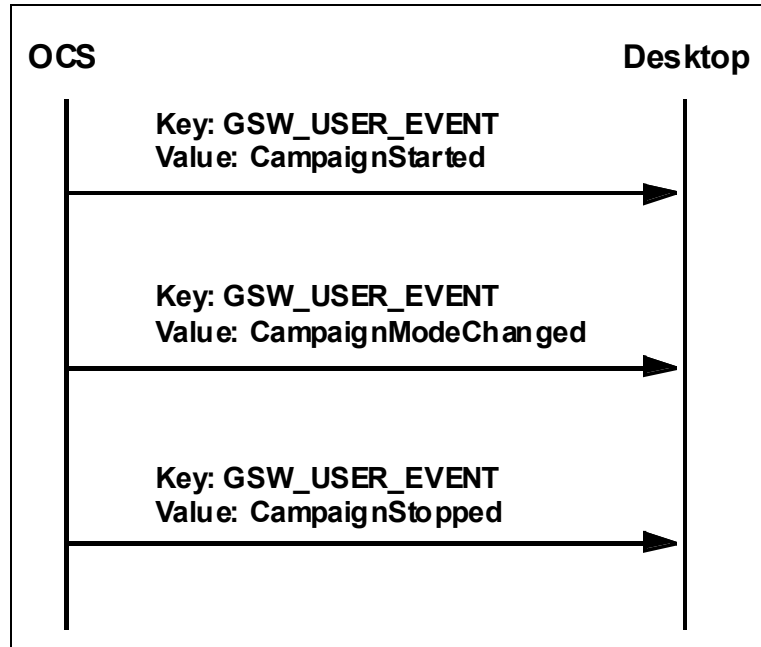 OCS
Desktop
Key: GSW_USER_EVENT
Value: CampaignStarted
Key: GSW_USER_EVENT
Value: CampaignModeChanged
Key: GSW_USER_EVENT
Value: CampaignStopped